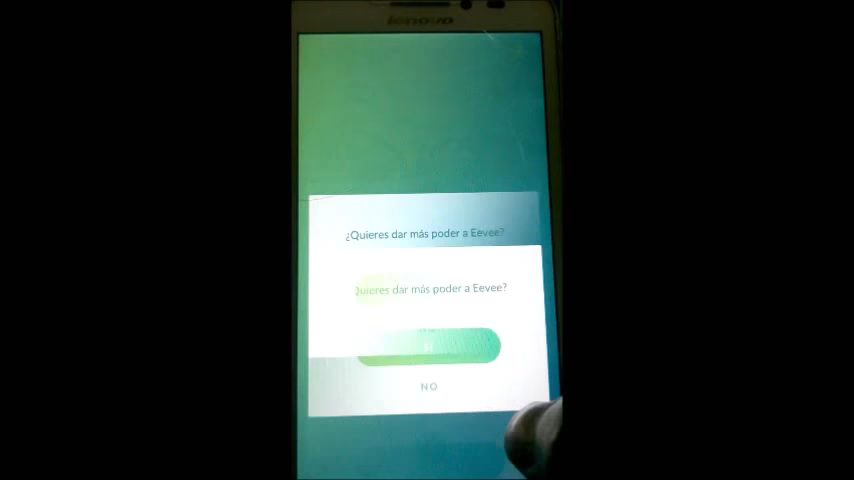 lenovo
¿Quieres dar más poder a Eevee?
Quieres dar más poder a Eevee?
SÍ
NO